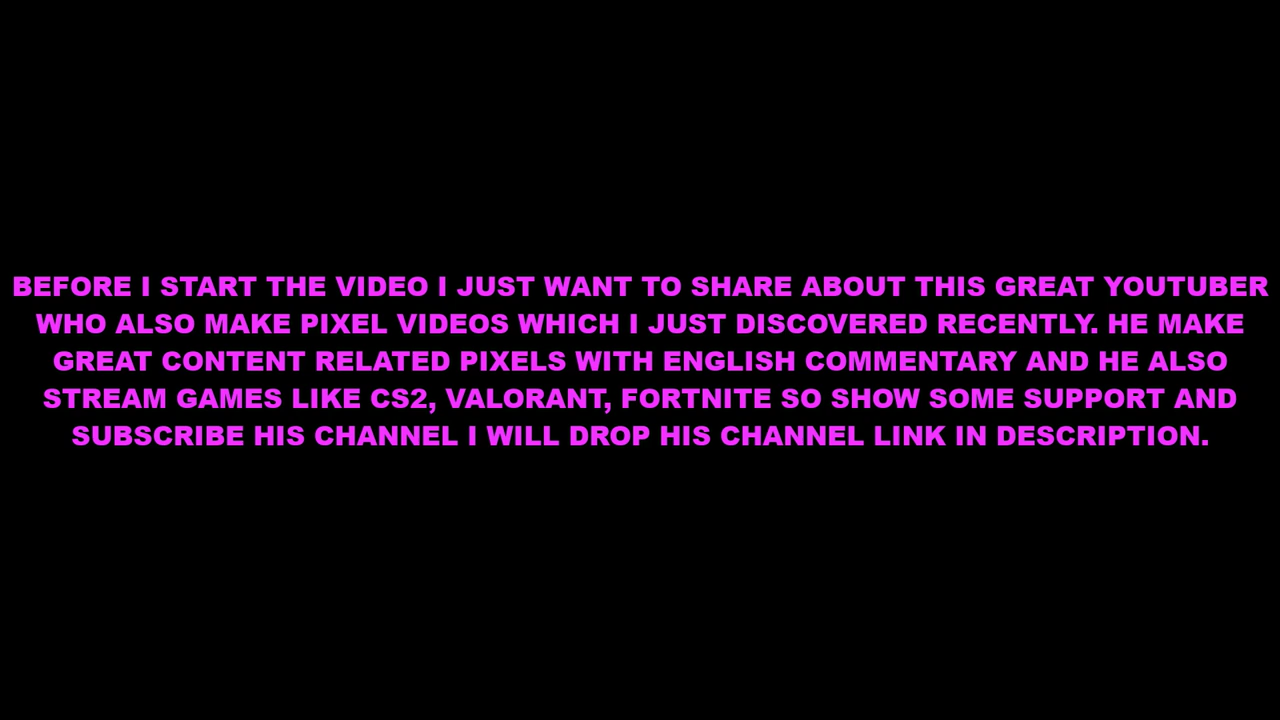 BEFORE I START THE VIDEO I JUST WANT TO SHARE ABOUT THIS GREAT YOUTUBER
WHO ALSO MAKE PIXEL VIDEOS WHICH I JUST DISCOVERED RECENTLY. HE MAKE
GREAT CONTENT RELATED PIXELS WITH ENGLISH COMMENTARY AND HE ALSO
STREAM GAMES LIKE CS2, VALORANT, FORTNITE SO SHOW SOME SUPPORT AND
SUBSCRIBE HIS CHANNEL I WILL DROP HIS CHANNEL LINK IN DESCRIPTION.